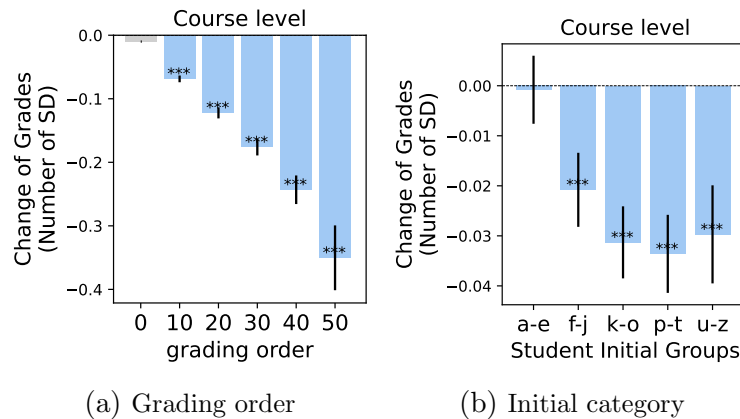 Course level
0.0
−0.1
−0.2
−0.3
−0.4
Change of Grades
(Number of SD)
***
***
***
***
***
0 10 20 30 40 50
grading order
(a) Grading order
Course level
0.00
−0.01
−0.02
−0.03
−0.04
Change of Grades
(Number of SD)
***
***
***
***
a-e f-j k-o p-t u-z
Student Initial Groups
(b) Initial category